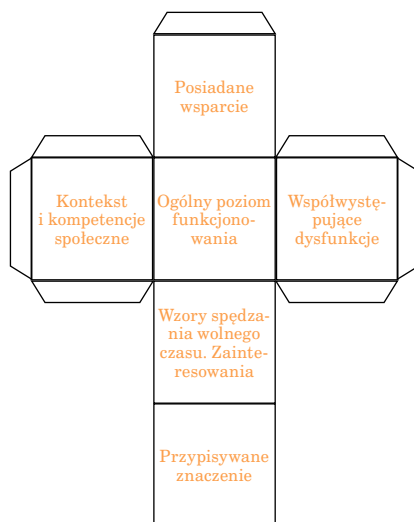 Posiadane
wsparcie
Kontekst
i kompetencje
społeczne
Ogólny poziom
funkcjono-
wania
Współwystę-
pujące
dysfunkcje
Wzory spędza-
nia wolnego
czasu. Zainte-
resowania
Przypisywane
znaczenie